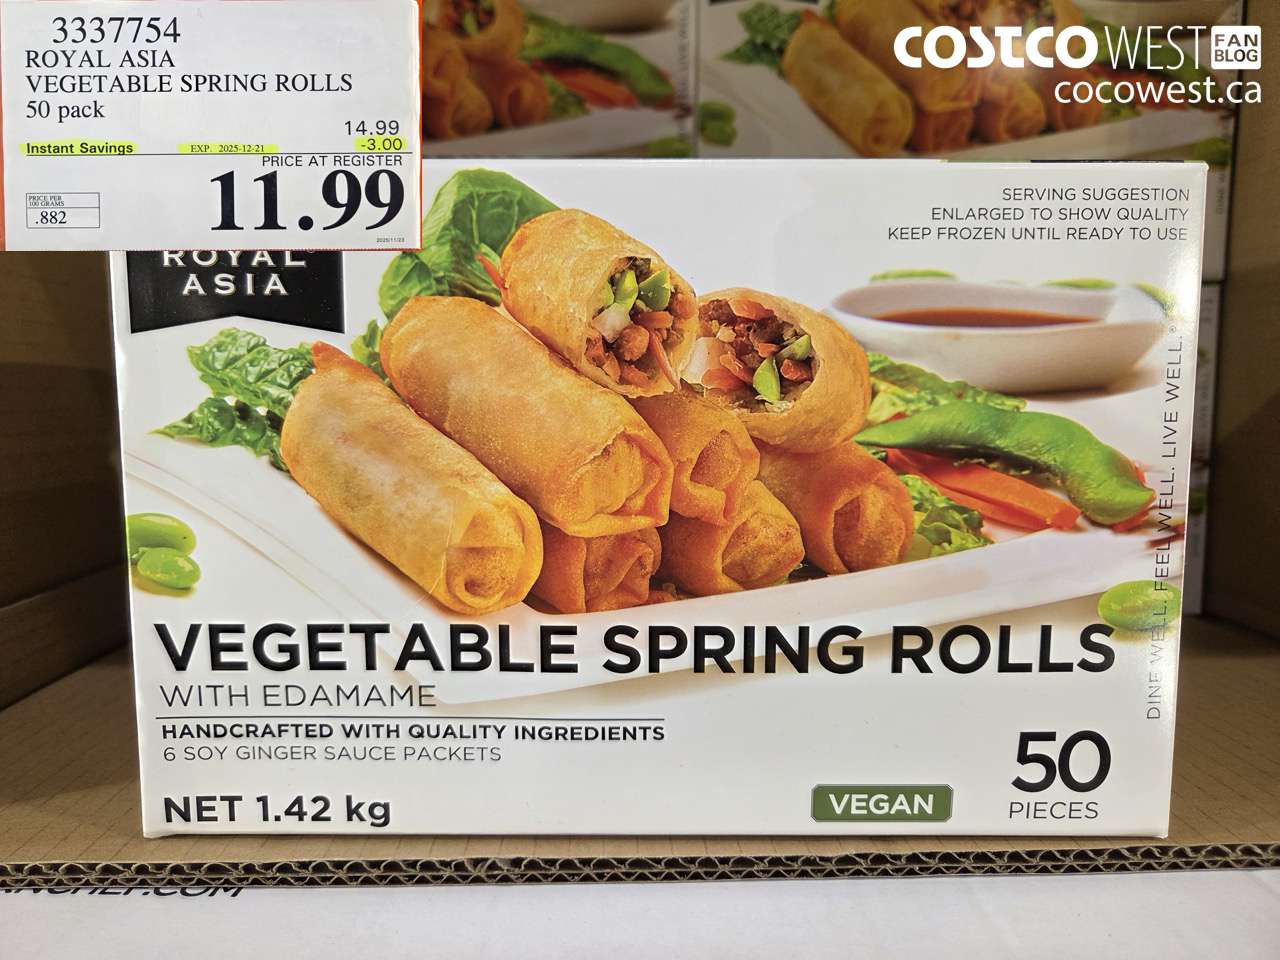 3337754
ROYAL ASIA
VEGETABLE SPRING ROLLS
50 pack
14.99
Instant Savings EXP. 2025-12-21 -3.00
PRICE AT REGISTER
11.99
PRICE PER
100 GRAMS
.882
2025/11/23
COSTCO WEST FAN BLOG
cocowest.ca
SERVING SUGGESTION
ENLARGED TO SHOW QUALITY
KEEP FROZEN UNTIL READY TO USE
ROYAL®
ASIA
DINE WELL. FEEL WELL. LIVE WELL.®
VEGETABLE SPRING ROLLS
WITH EDAMAME
HANDCRAFTED WITH QUALITY INGREDIENTS
6 SOY GINGER SAUCE PACKETS
NET 1.42 kg
VEGAN
50
PIECES